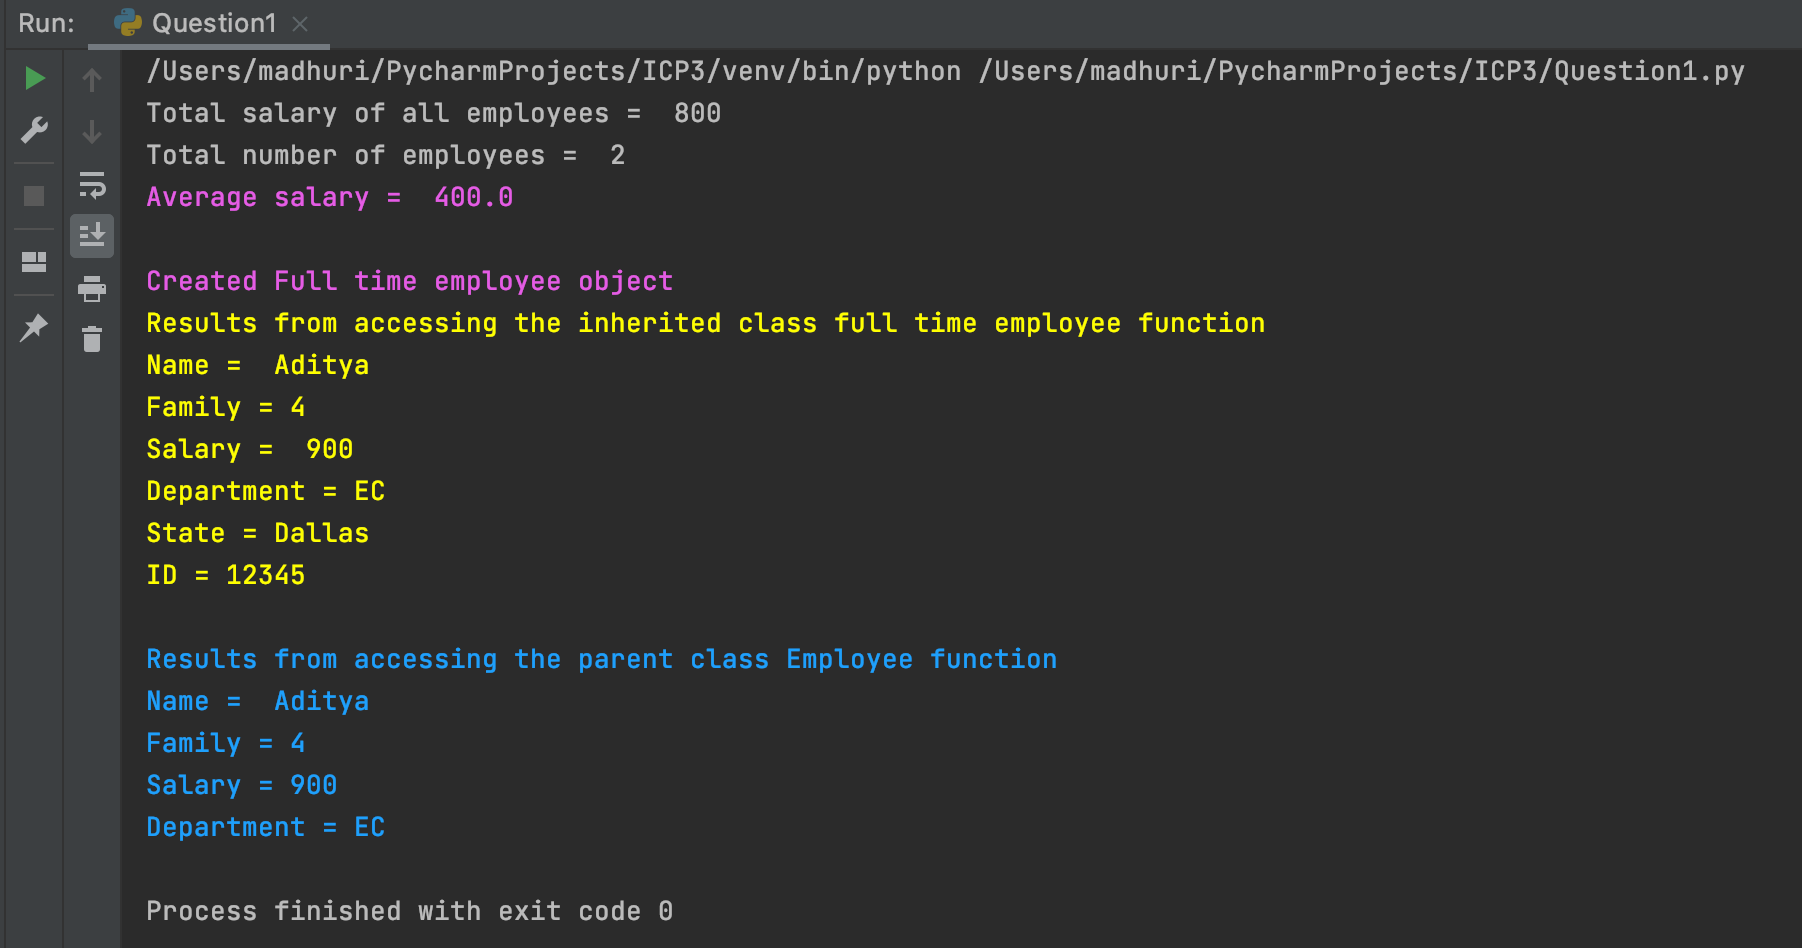 Run: Question1
/Users/madhuri/PycharmProjects/ICP3/venv/bin/python /Users/madhuri/PycharmProjects/ICP3/Question1.py
Total salary of all employees =  800
Total number of employees =  2
Average salary =  400.0
Created Full time employee object
Results from accessing the inherited class full time employee function
Name =  Aditya
Family = 4
Salary =  900
Department = EC
State = Dallas
ID = 12345
Results from accessing the parent class Employee function
Name =  Aditya
Family = 4
Salary = 900
Department = EC
Process finished with exit code 0